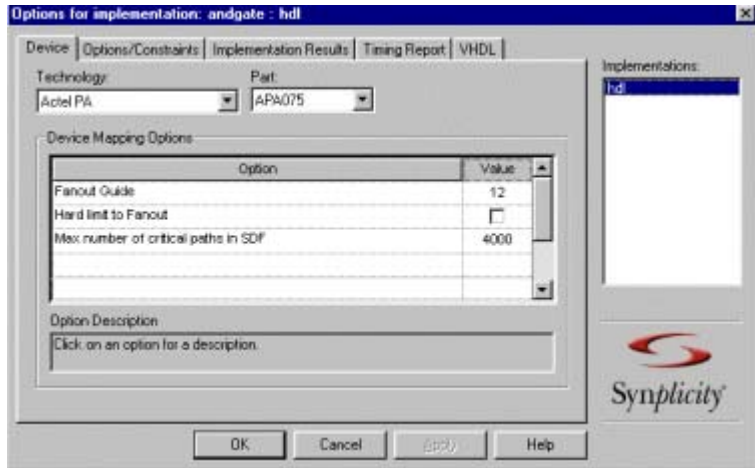 Options for implementation: andgate : hdl
Device Options/Constraints Implementation Results Timing Report VHDL
Technology: Part:
Actel PA APA075
Implementations:
hdl
Device Mapping Options
Option Value
Fanout Guide 12
Hard limit to Fanout
Max number of critical paths in SDF 4000
Option Description
Click on an option for a description.
Synplicity
OK Cancel Apply Help